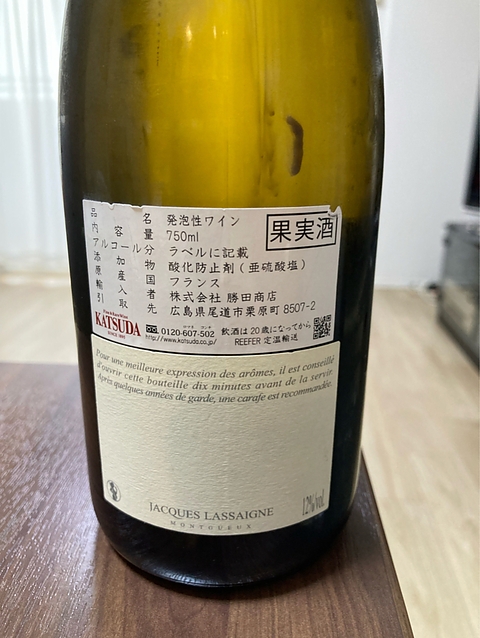 品名 発泡性ワイン
果実酒
内容量 750ml
アルコール分 ラベルに記載
添加物 酸化防止剤(亜硫酸塩)
原産国 フランス
輸入者 株式会社 勝田商店
引取先 広島県尾道市栗原町 8507-2
KATSUDA
0120-607-502 飲酒は20歳になってから
http://www.katsuda.co.jp/ REEFER 定温輸送
Pour une meilleure expression des arômes, il est conseillé
d'ouvrir cette bouteille dix minutes avant de la servir.
Après quelques années de garde, une carafe est recommandée.
JACQUES LASSAIGNE
MONTGUEUX
12%vol.